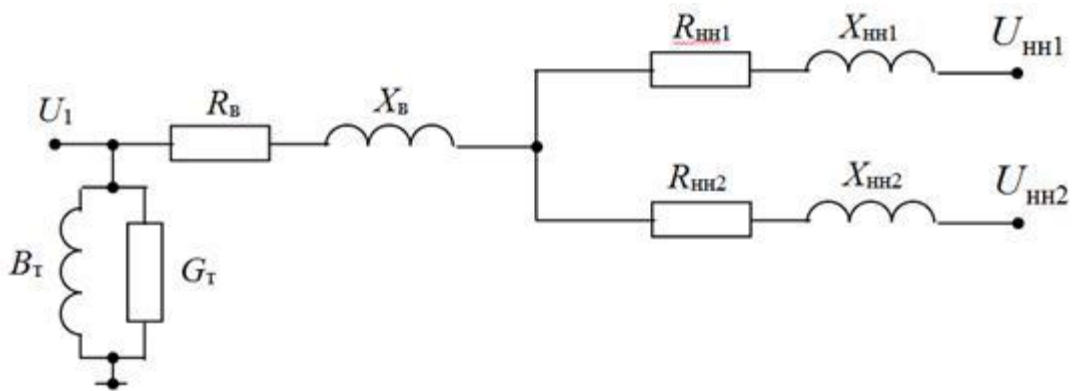 Rнн1
Xнн1
Uнн1
U1
Rв
Xв
Rнн2
Xнн2
Uнн2
Bт
Gт